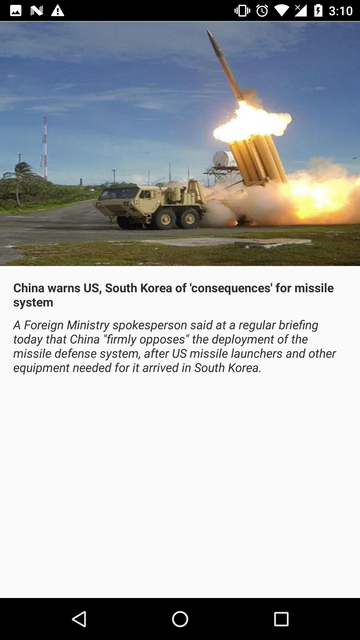 3:10
China warns US, South Korea of 'consequences' for missile
system
A Foreign Ministry spokesperson said at a regular briefing
today that China "firmly opposes" the deployment of the
missile defense system, after US missile launchers and other
equipment needed for it arrived in South Korea.